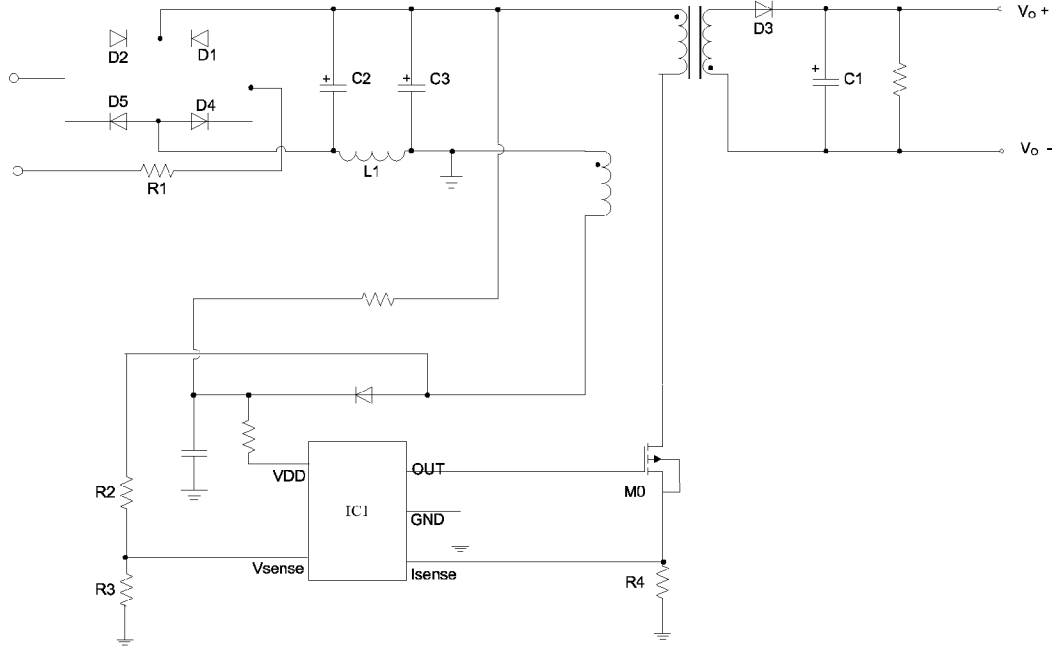 Vo +
D2
D1
D3
+
C2
+
C3
+
C1
D5
D4
L1
R1
Vo -
VDD
OUT
M0
R2
IC1
GND
Vsense
Isense
R3
R4